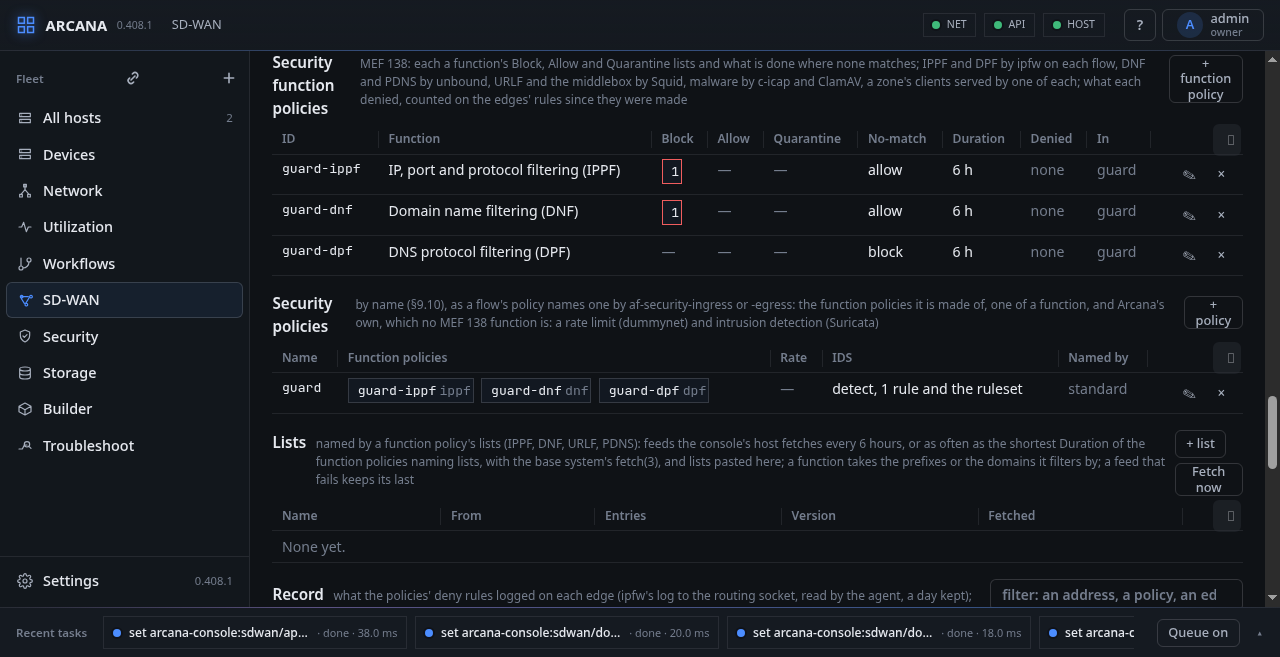 ARCANA 0.408.1 SD-WAN NET API HOST ? A admin
owner
Fleet +
All hosts 2
Devices
Network
Utilization
Workflows
SD-WAN
Security
Storage
Builder
Troubleshoot
Settings 0.408.1
Security function policies
MEF 138: each a function's Block, Allow and Quarantine lists and what is done where none matches; IPPF and DPF by ipfw on each flow, DNF
and PDNS by unbound, URLF and the middlebox by Squid, malware by c-icap and ClamAV, a zone's clients served by one of each; what each
denied, counted on the edges' rules since they were made
+ function policy
ID Function Block Allow Quarantine No-match Duration Denied In
guard-ippf IP, port and protocol filtering (IPPF) 1 — — allow 6 h none guard ✎ ×
guard-dnf Domain name filtering (DNF) 1 — — allow 6 h none guard ✎ ×
guard-dpf DNS protocol filtering (DPF) — — — block 6 h none guard ✎ ×
Security policies
by name (§9.10), as a flow's policy names one by af-security-ingress or -egress: the function policies it is made of, one of a function, and Arcana's
own, which no MEF 138 function is: a rate limit (dummynet) and intrusion detection (Suricata)
+ policy
Name Function policies Rate IDS Named by
guard guard-ippf ippf guard-dnf dnf guard-dpf dpf — detect, 1 rule and the ruleset standard ✎ ×
Lists
named by a function policy's lists (IPPF, DNF, URLF, PDNS): feeds the console's host fetches every 6 hours, or as often as the shortest Duration of the
function policies naming lists, with the base system's fetch(3), and lists pasted here; a function takes the prefixes or the domains it filters by; a feed that
fails keeps its last
+ list
Fetch now
Name From Entries Version Fetched
None yet.
Record what the policies' deny rules logged on each edge (ipfw's log to the routing socket, read by the agent, a day kept); filter: an address, a policy, an ed
Recent tasks set arcana-console:sdwan/ap... · done · 38.0 ms set arcana-console:sdwan/do... · done · 20.0 ms set arcana-console:sdwan/do... · done · 18.0 ms set arcana-c Queue on